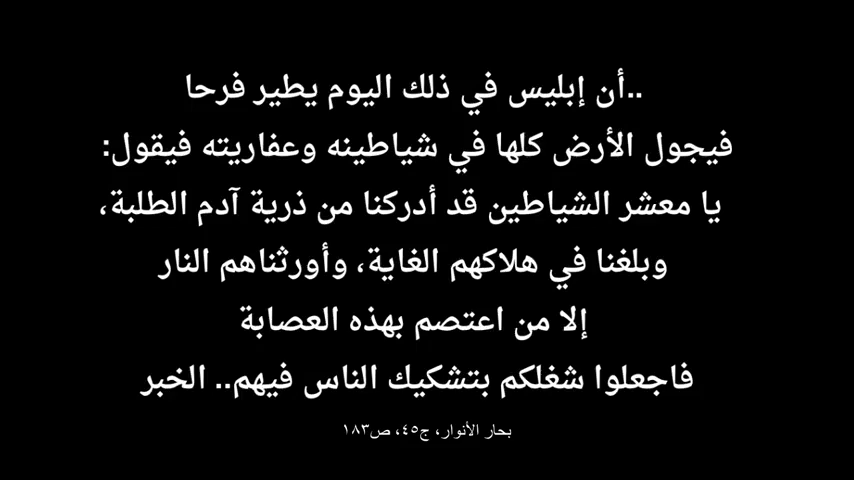 ..أن إبليس في ذلك اليوم يطير فرحا
فيجول الأرض كلها في شياطينه وعفاريته فيقول:
يا معشر الشياطين قد أدركنا من ذرية آدم الطلبة،
وبلغنا في هلاكهم الغاية، وأورثناهم النار
إلا من اعتصم بهذه العصابة
فاجعلوا شغلكم بتشكيك الناس فيهم.. الخبر
بحار الأنوار، ج٤٥، ص١٨٣